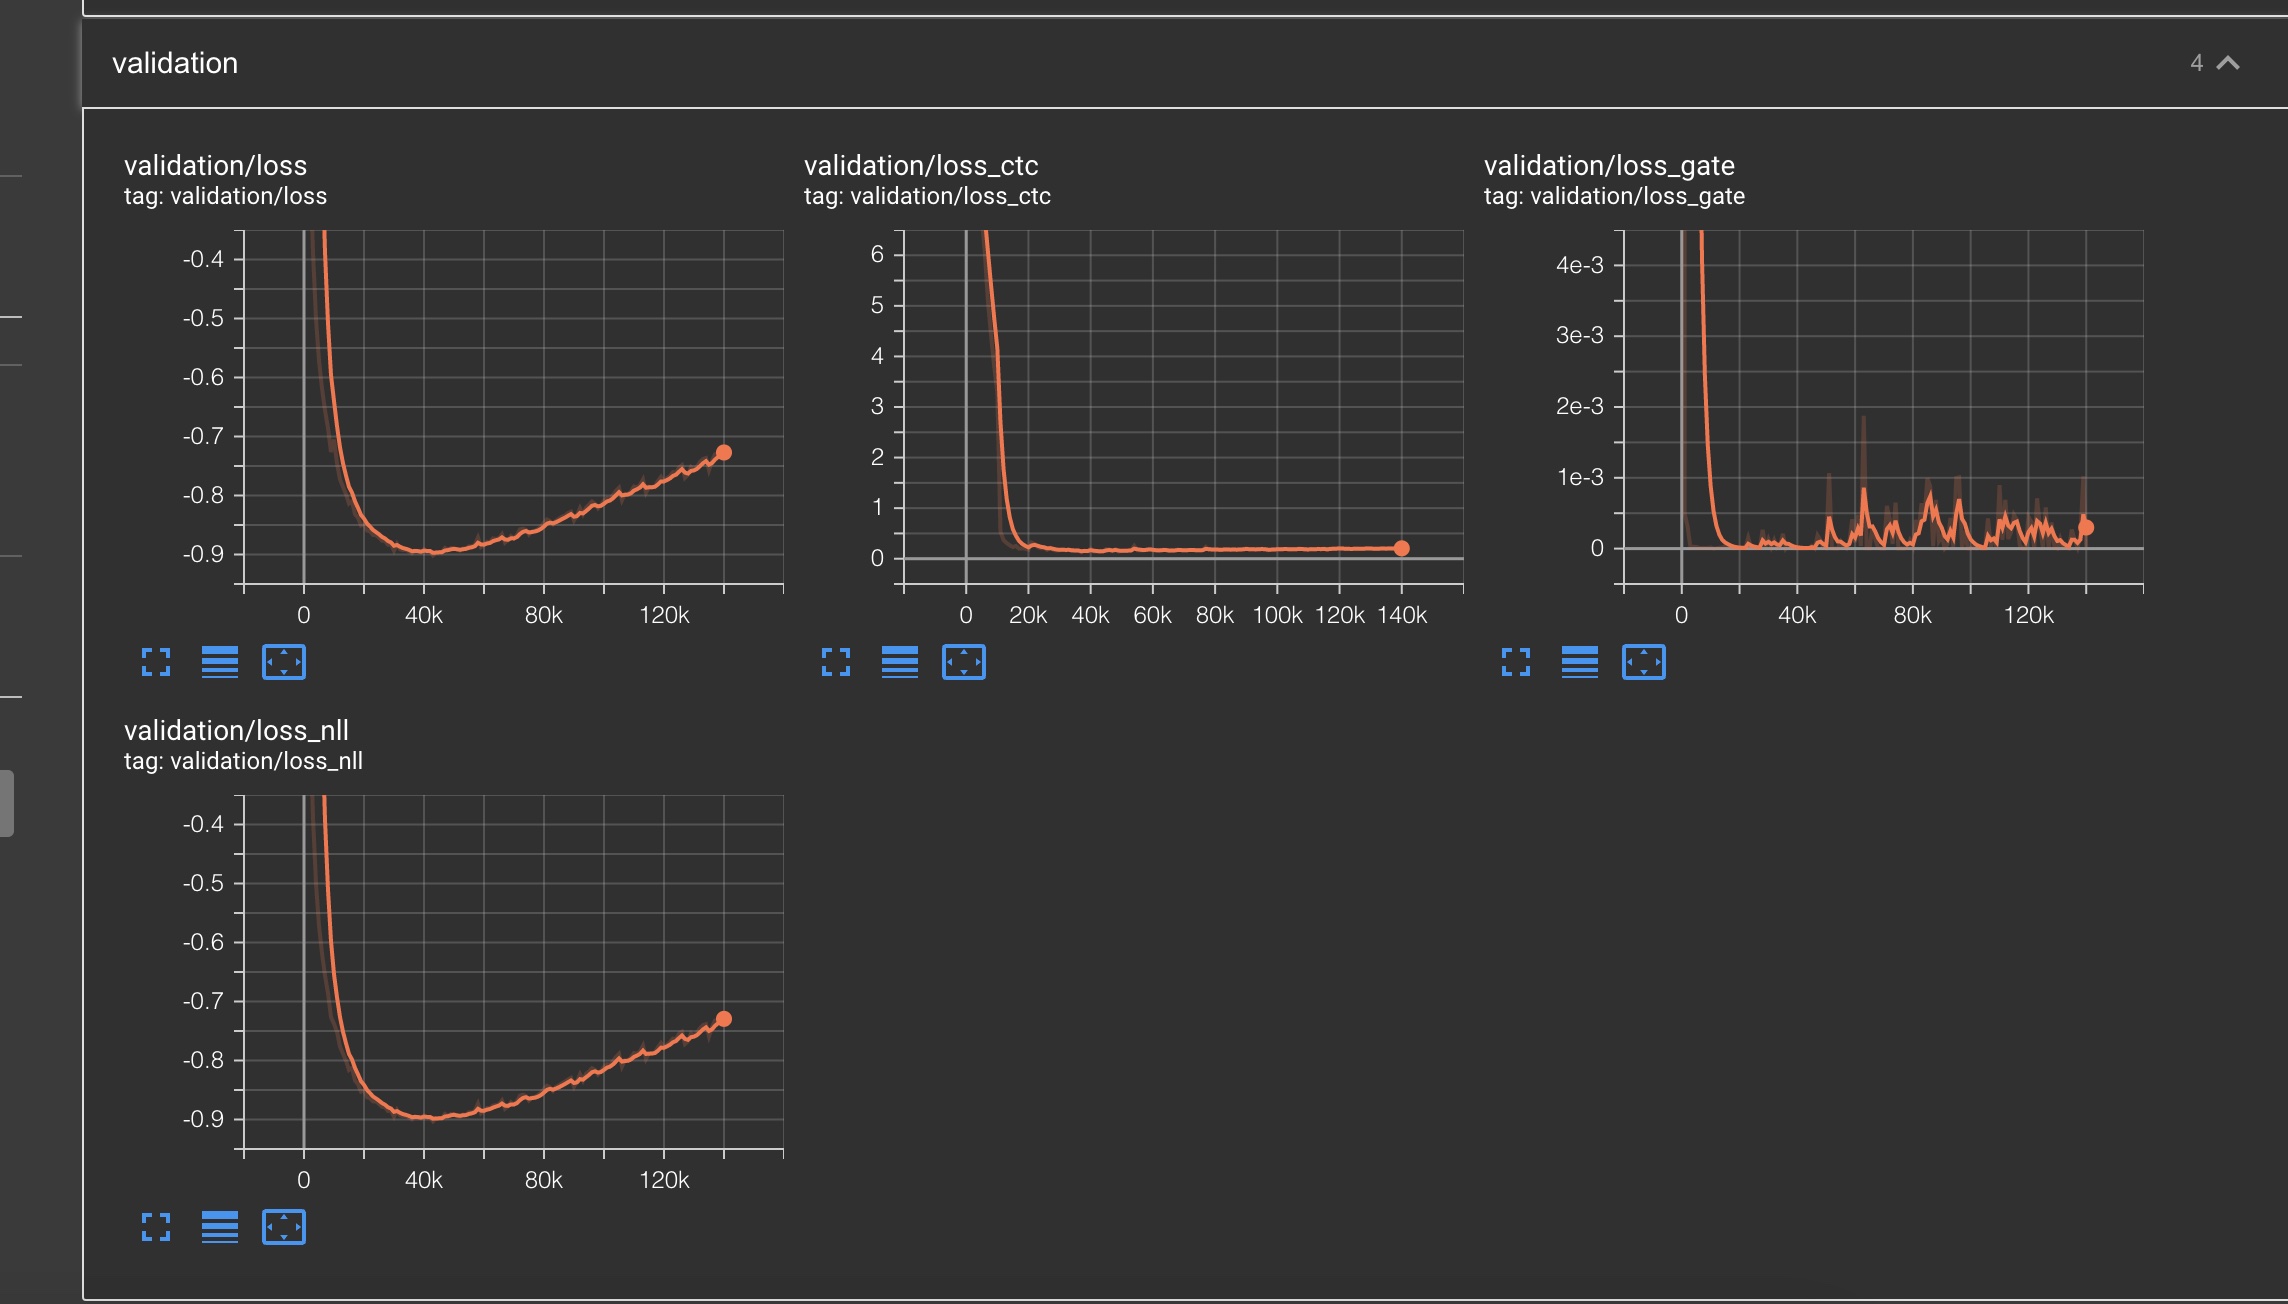 validation
4
validation/loss
tag: validation/loss
-0.4
-0.5
-0.6
-0.7
-0.8
-0.9
0 40k 80k 120k
validation/loss_ctc
tag: validation/loss_ctc
6
5
4
3
2
1
0
0 20k 40k 60k 80k 100k 120k 140k
validation/loss_gate
tag: validation/loss_gate
4e-3
3e-3
2e-3
1e-3
0
0 40k 80k 120k
validation/loss_nll
tag: validation/loss_nll
-0.4
-0.5
-0.6
-0.7
-0.8
-0.9
0 40k 80k 120k